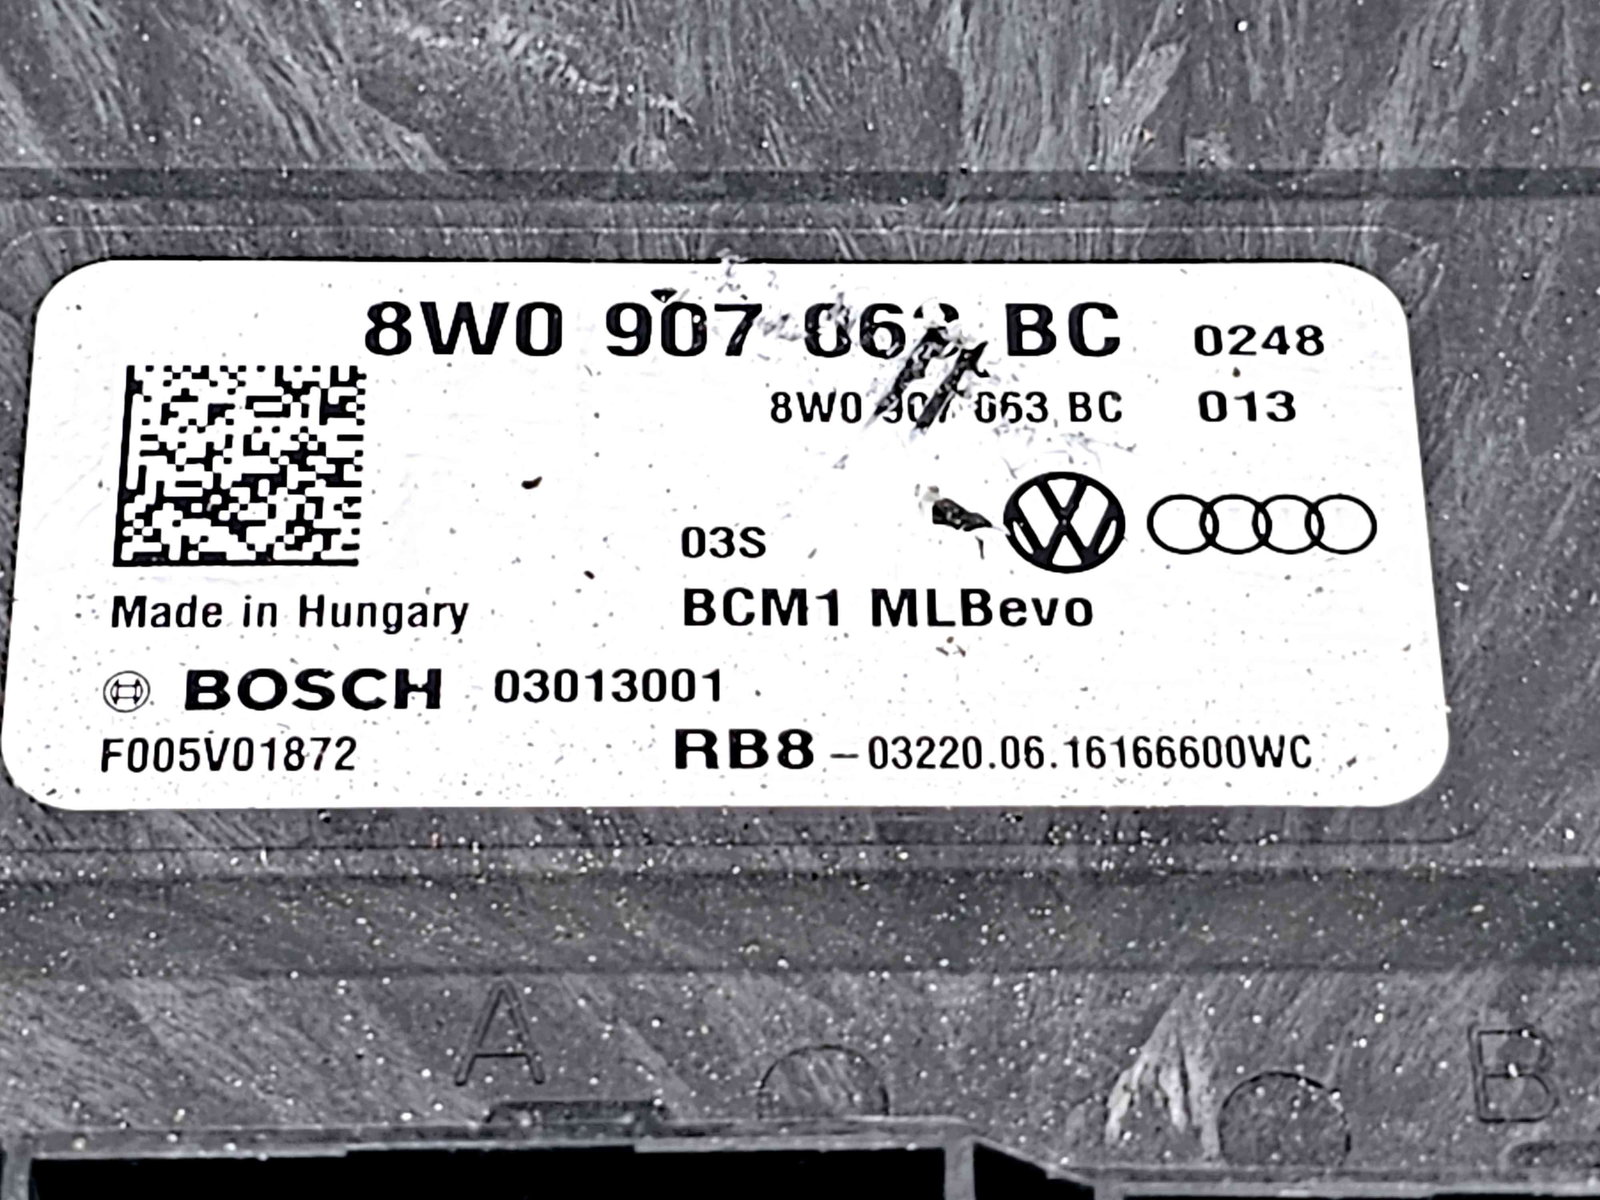 8W0 907 063 BC 0248
8W0 907 063 BC 013
03S
Made in Hungary BCM1 MLBevo
BOSCH 03013001
F005V01872 RB8 - 03220.06.16166600WC
A B